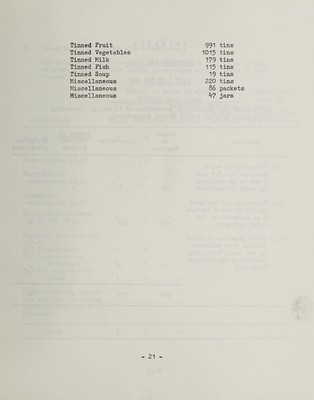 Tinned Fruit 991 tins
Tinned Vegetables 1015 tins
Tinned Milk 179 tins
Tinned Fish 115 tins
Tinned Soup 19 tins
Miscellaneous 220 tins
Miscellaneous 86 packets
Miscellaneous 47 jars
- 21 -